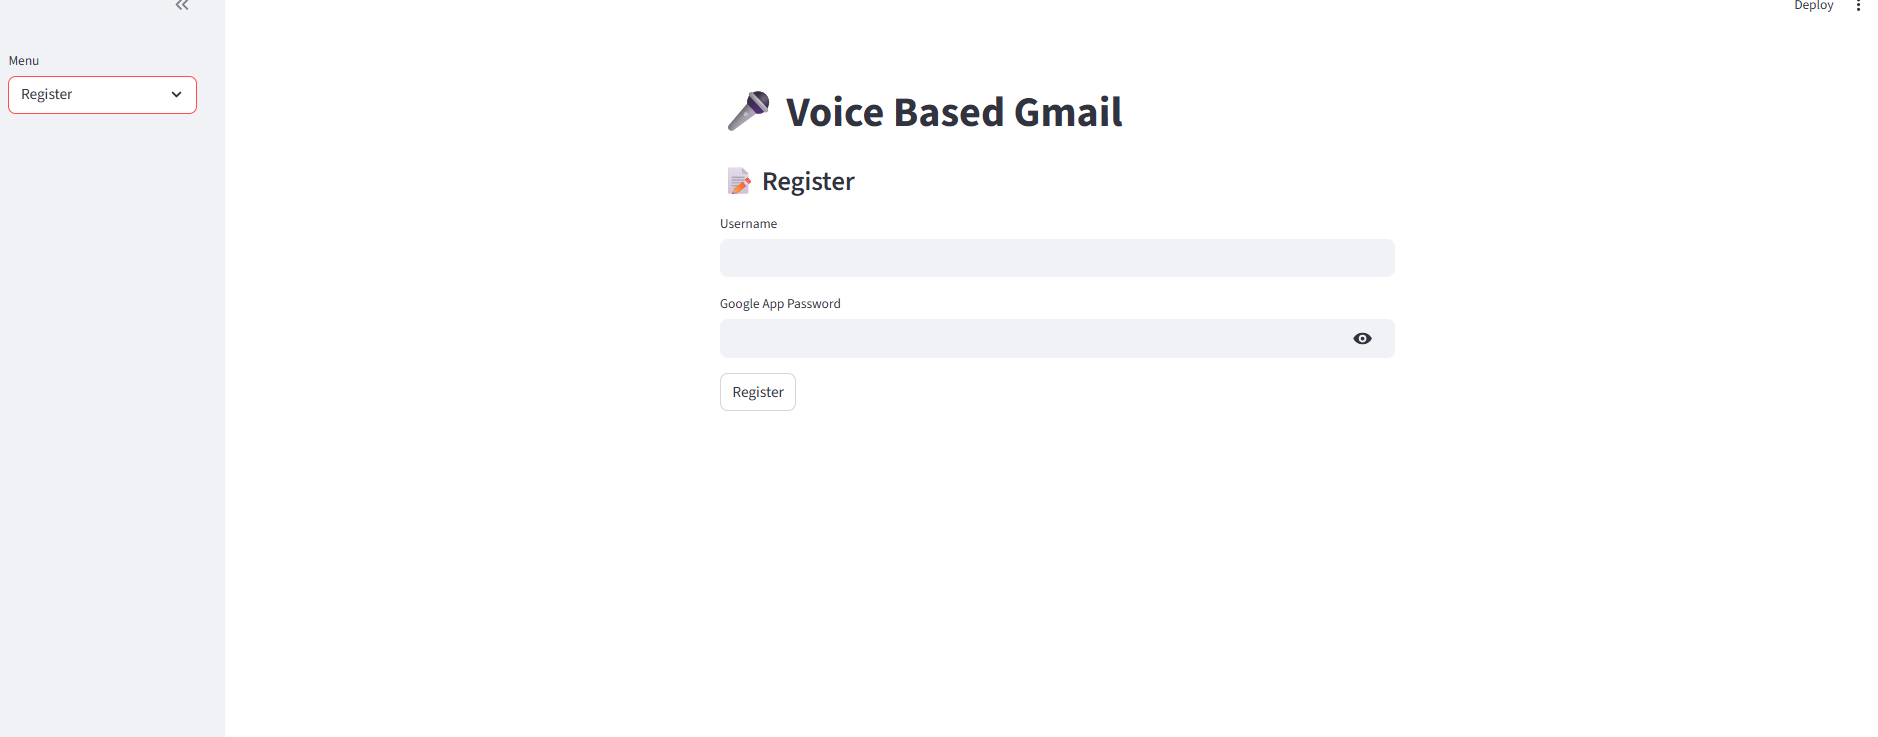 Deploy
Menu
Register
Voice Based Gmail
Register
Username
Google App Password
Register